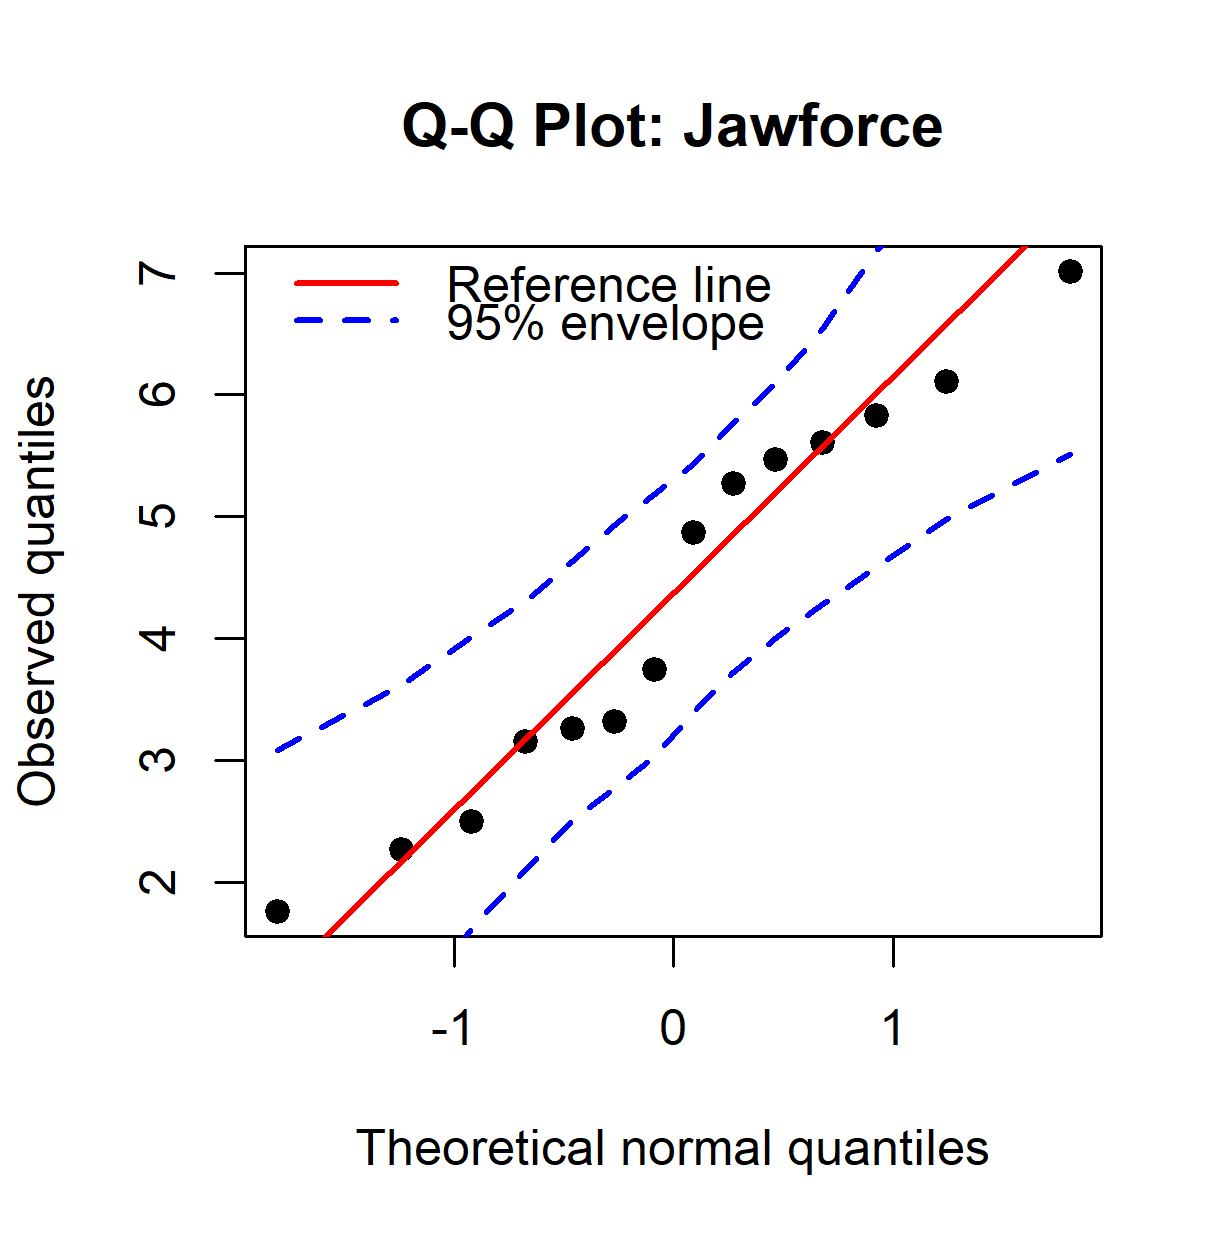 Q-Q Plot: Jawforce
Reference line
95% envelope
Observed quantiles
7
6
5
4
3
2
-1 0 1
Theoretical normal quantiles